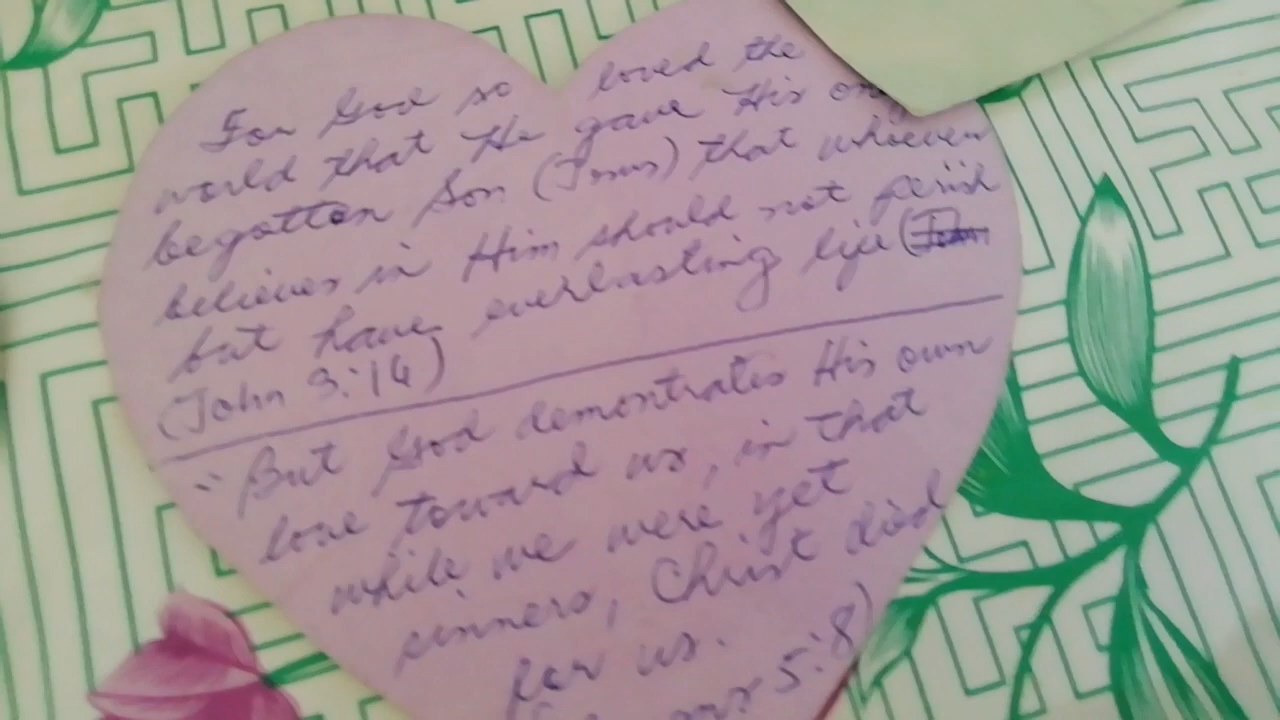 For God so loved the
world that He gave His only
begotten Son (Jesus) that whoever
believes in Him should not perish
but have everlasting life (
(John 3:16)
"But God demonstrates His own
love toward us, in that
while we were yet
sinners, Christ died
for us.
5:8)